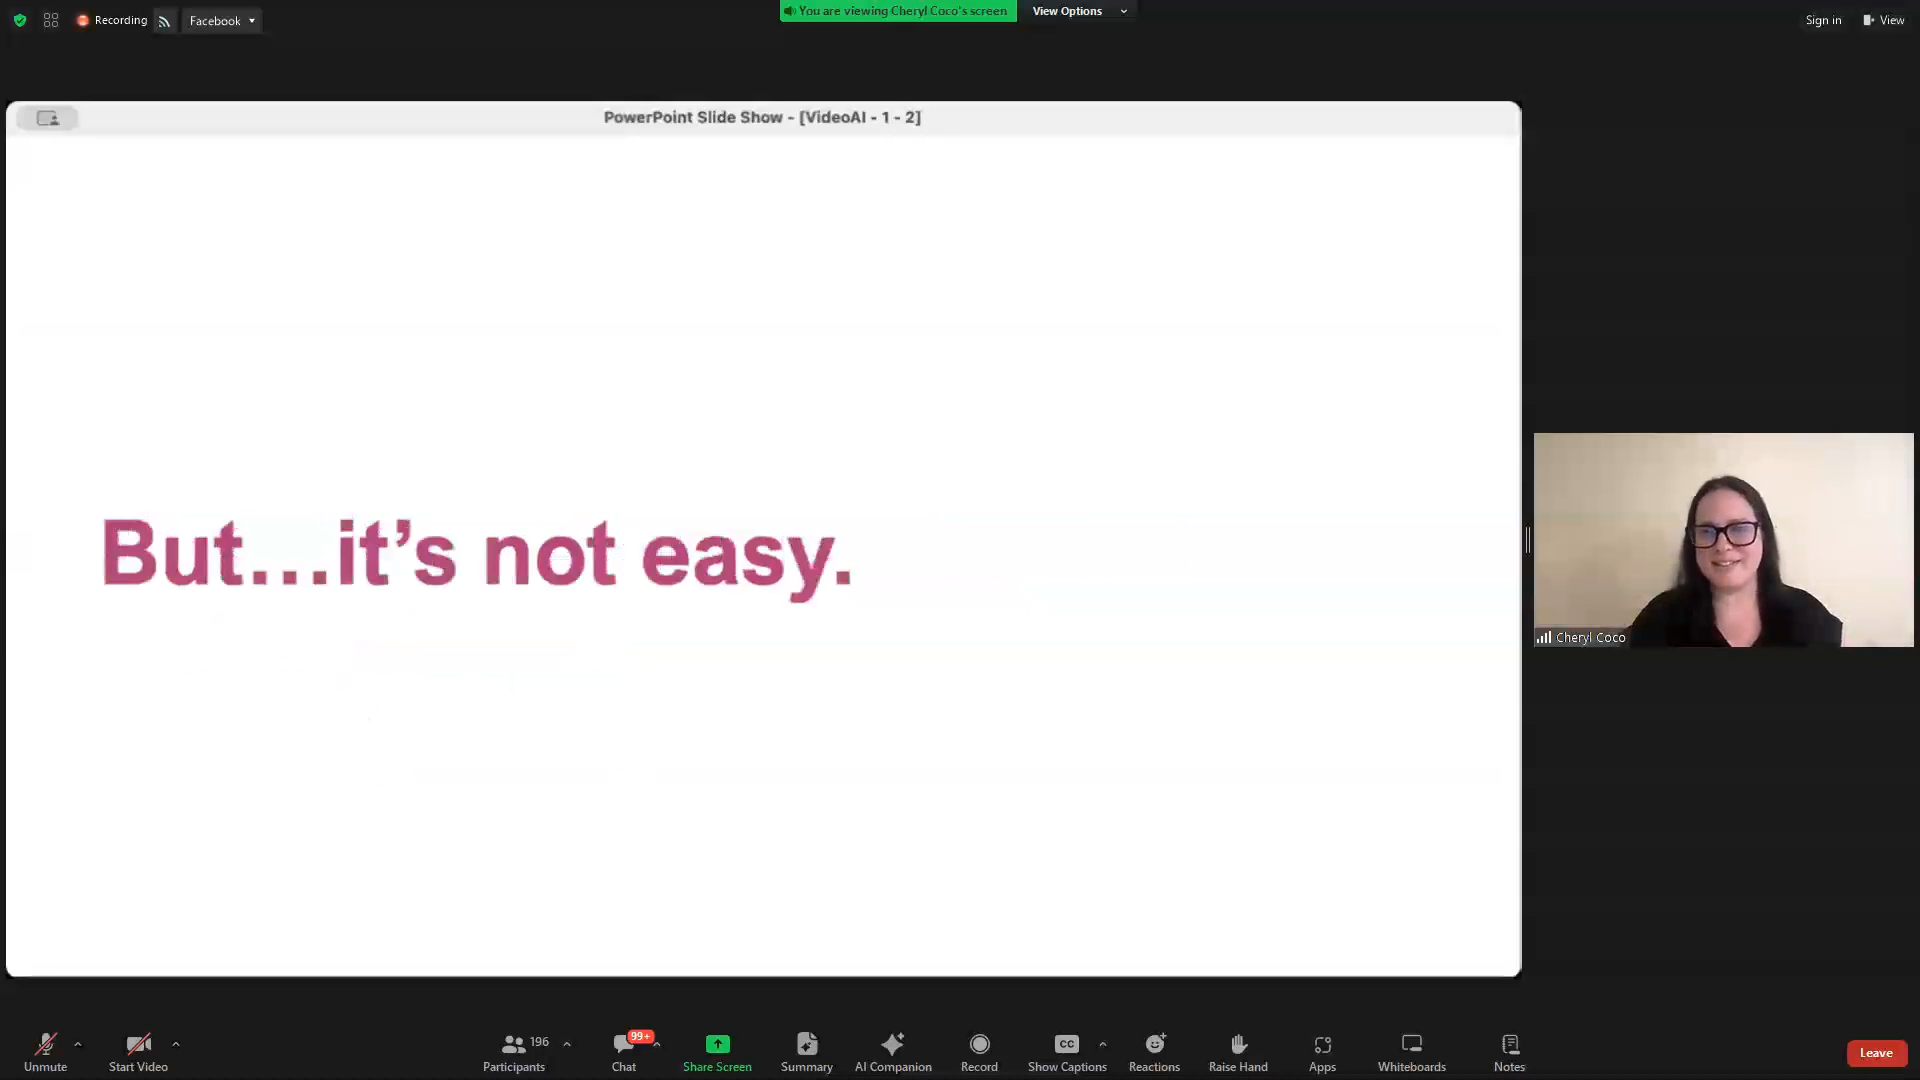 Recording
Facebook
You are viewing Cheryl Coco's screen
View Options
Sign in
View
PowerPoint Slide Show - [VideoAI - 1 - 2]
But…it’s not easy.
Cheryl Coco
Unmute
Start Video
196
Participants
99+
Chat
Share Screen
Summary
AI Companion
Record
CC
Show Captions
Reactions
Raise Hand
Apps
Whiteboards
Notes
Leave